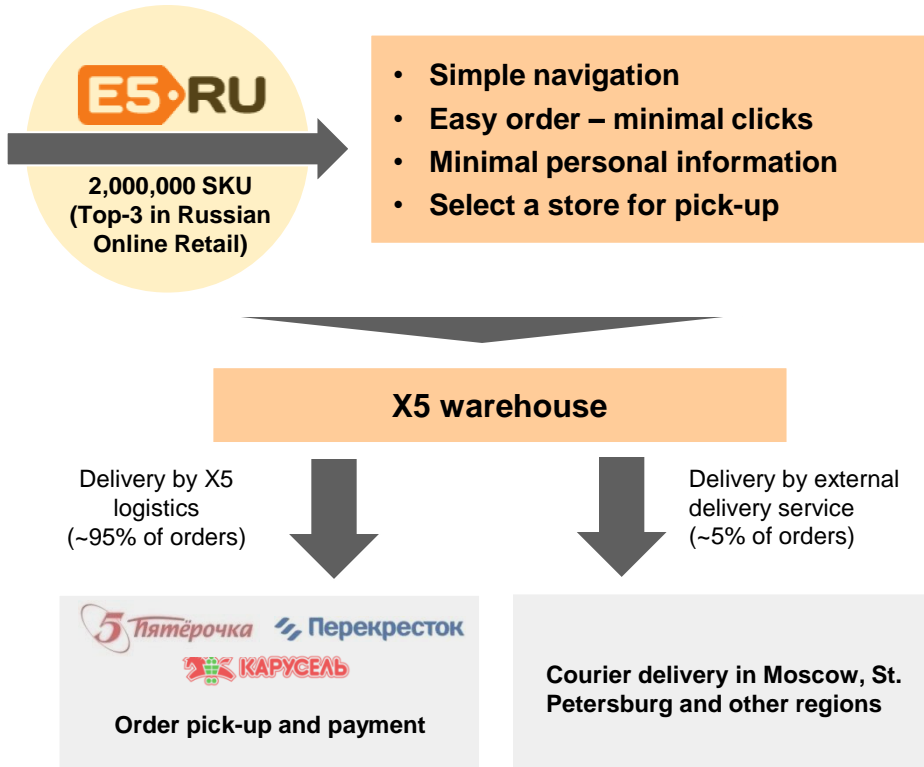 E5.RU
2,000,000 SKU
(Top-3 in Russian
Online Retail)
• Simple navigation
• Easy order – minimal clicks
• Minimal personal information
• Select a store for pick-up
X5 warehouse
Delivery by X5
logistics
(~95% of orders)
Delivery by external
delivery service
(~5% of orders)
5 Пятёрочка
Перекресток
КАРУСЕЛЬ
Order pick-up and payment
Courier delivery in Moscow, St.
Petersburg and other regions